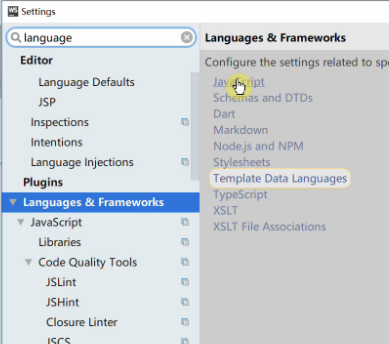 WS Settings
language
Editor
Language Defaults
JSP
Inspections
Intentions
Language Injections
Plugins
Languages & Frameworks
JavaScript
Libraries
Code Quality Tools
JSLint
JSHint
Closure Linter
JSCS
Languages & Frameworks
Configure the settings related to spe
JavaScript
Schemas and DTDs
Dart
Markdown
Node.js and NPM
Stylesheets
Template Data Languages
TypeScript
XSLT
XSLT File Associations